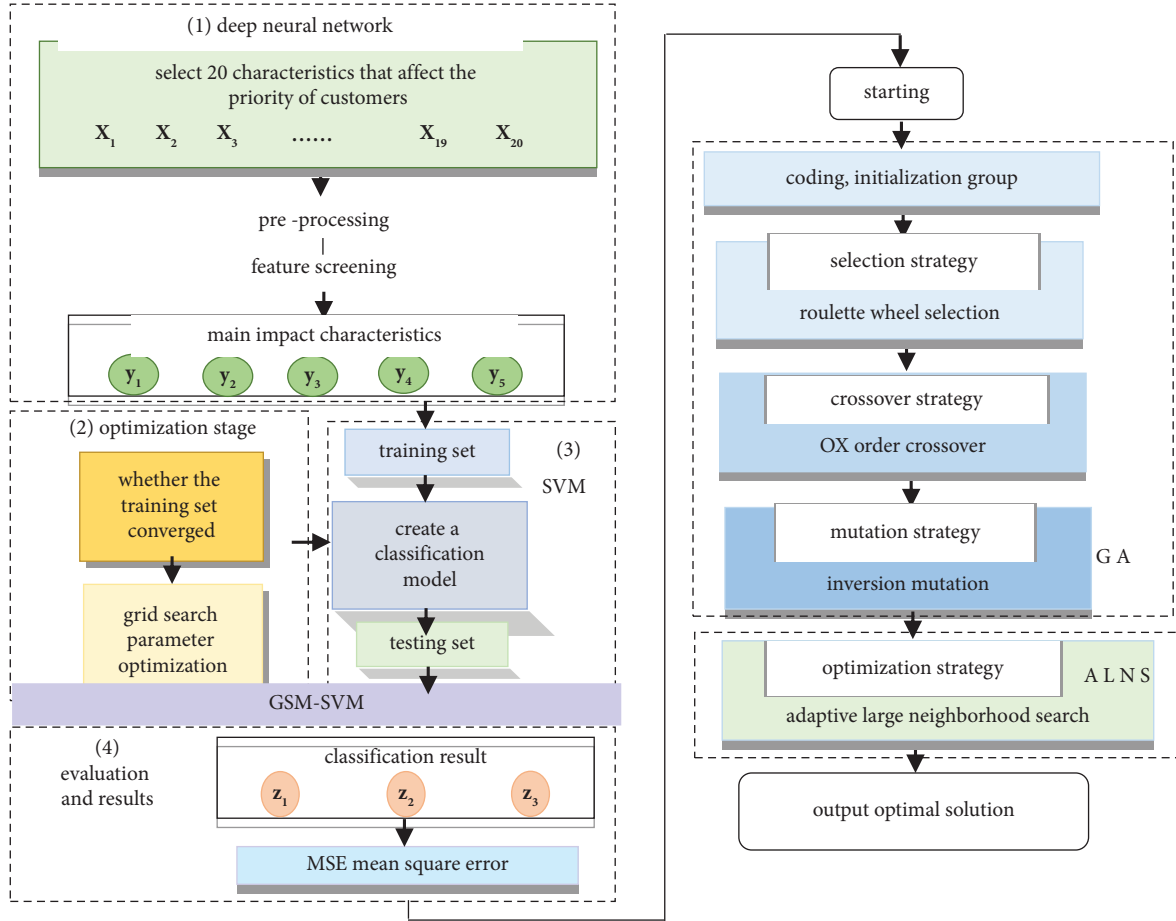 (1) deep neural network
select 20 characteristics that affect the
priority of customers
X1 X2 X3 ...... X19 X20
pre -processing
feature screening
main impact characteristics
y1 y2 y3 y4 y5
(2) optimization stage
whether the
training set
converged
grid search
parameter
optimization
(3)
SVM
training set
create a
classification
model
testing set
GSM-SVM
(4)
evaluation
and results
classification result
z1 z2 z3
MSE mean square error
starting
coding, initialization group
selection strategy
roulette wheel selection
crossover strategy
OX order crossover
mutation strategy
inversion mutation
G A
optimization strategy
adaptive large neighborhood search
A L N S
output optimal solution